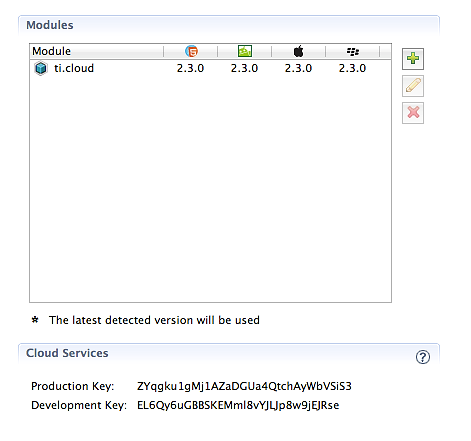 Modules
Module
ti.cloud 2.3.0 2.3.0 2.3.0 2.3.0
* The latest detected version will be used
Cloud Services
Production Key: ZYqgku1gMj1AZaDGUa4QtchAyWbVSiS3
Development Key: EL6Qy6uGBBSKEMml8vYJLJp8w9jEJRse